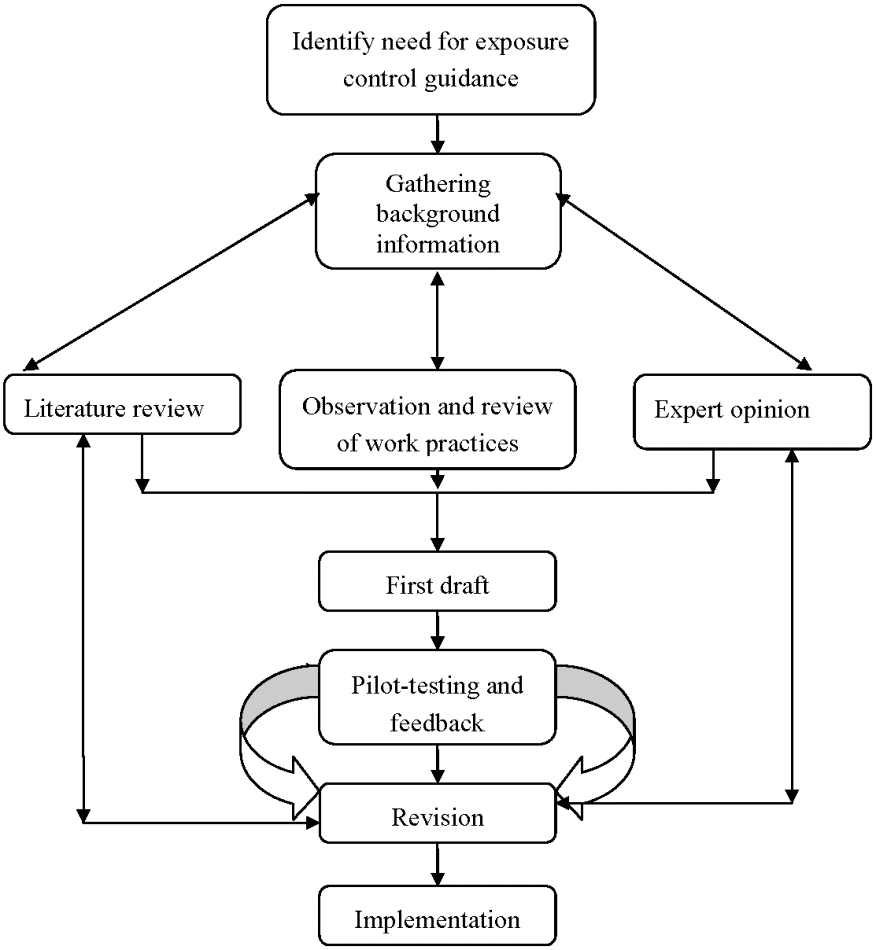 Identify need for exposure
control guidance
Gathering
background
information
Literature review
Observation and review
of work practices
Expert opinion
First draft
Pilot-testing and
feedback
Revision
Implementation